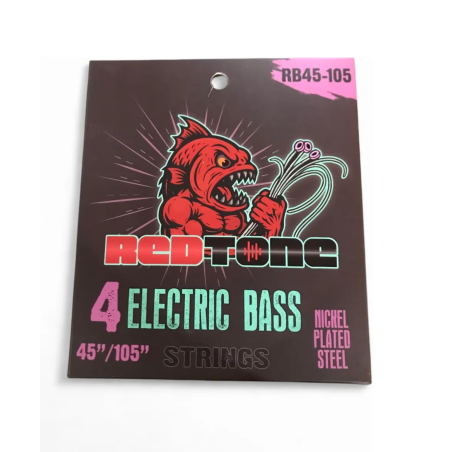 RB45-105
REDTONE
4 ELECTRIC BASS
NICKEL
PLATED
STEEL
45"/105"
STRINGS